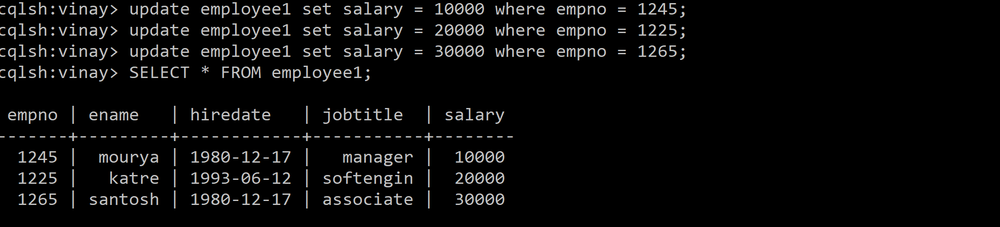 cqlsh:vinay> update employee1 set salary = 10000 where empno = 1245;
cqlsh:vinay> update employee1 set salary = 20000 where empno = 1225;
cqlsh:vinay> update employee1 set salary = 30000 where empno = 1265;
cqlsh:vinay> SELECT * FROM employee1;
 empno | ename   | hiredate   | jobtitle  | salary
-------+---------+------------+-----------+--------
  1245 |  mourya | 1980-12-17 |   manager |  10000
  1225 |   katre | 1993-06-12 | softengin |  20000
  1265 | santosh | 1980-12-17 | associate |  30000